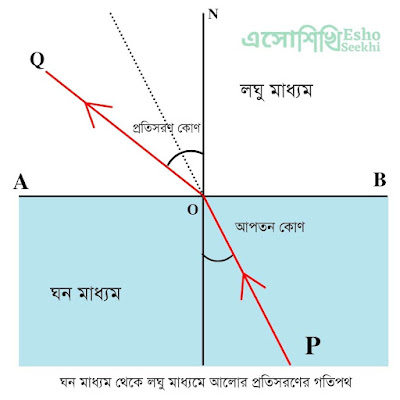 N
এসোশিখি Esho Seekhi
Q
লঘু মাধ্যম
প্রতিসরণ কোণ
A
B
O
আপতন কোণ
ঘন মাধ্যম
P
ঘন মাধ্যম থেকে লঘু মাধ্যমে আলোর প্রতিসরণের গতিপথ